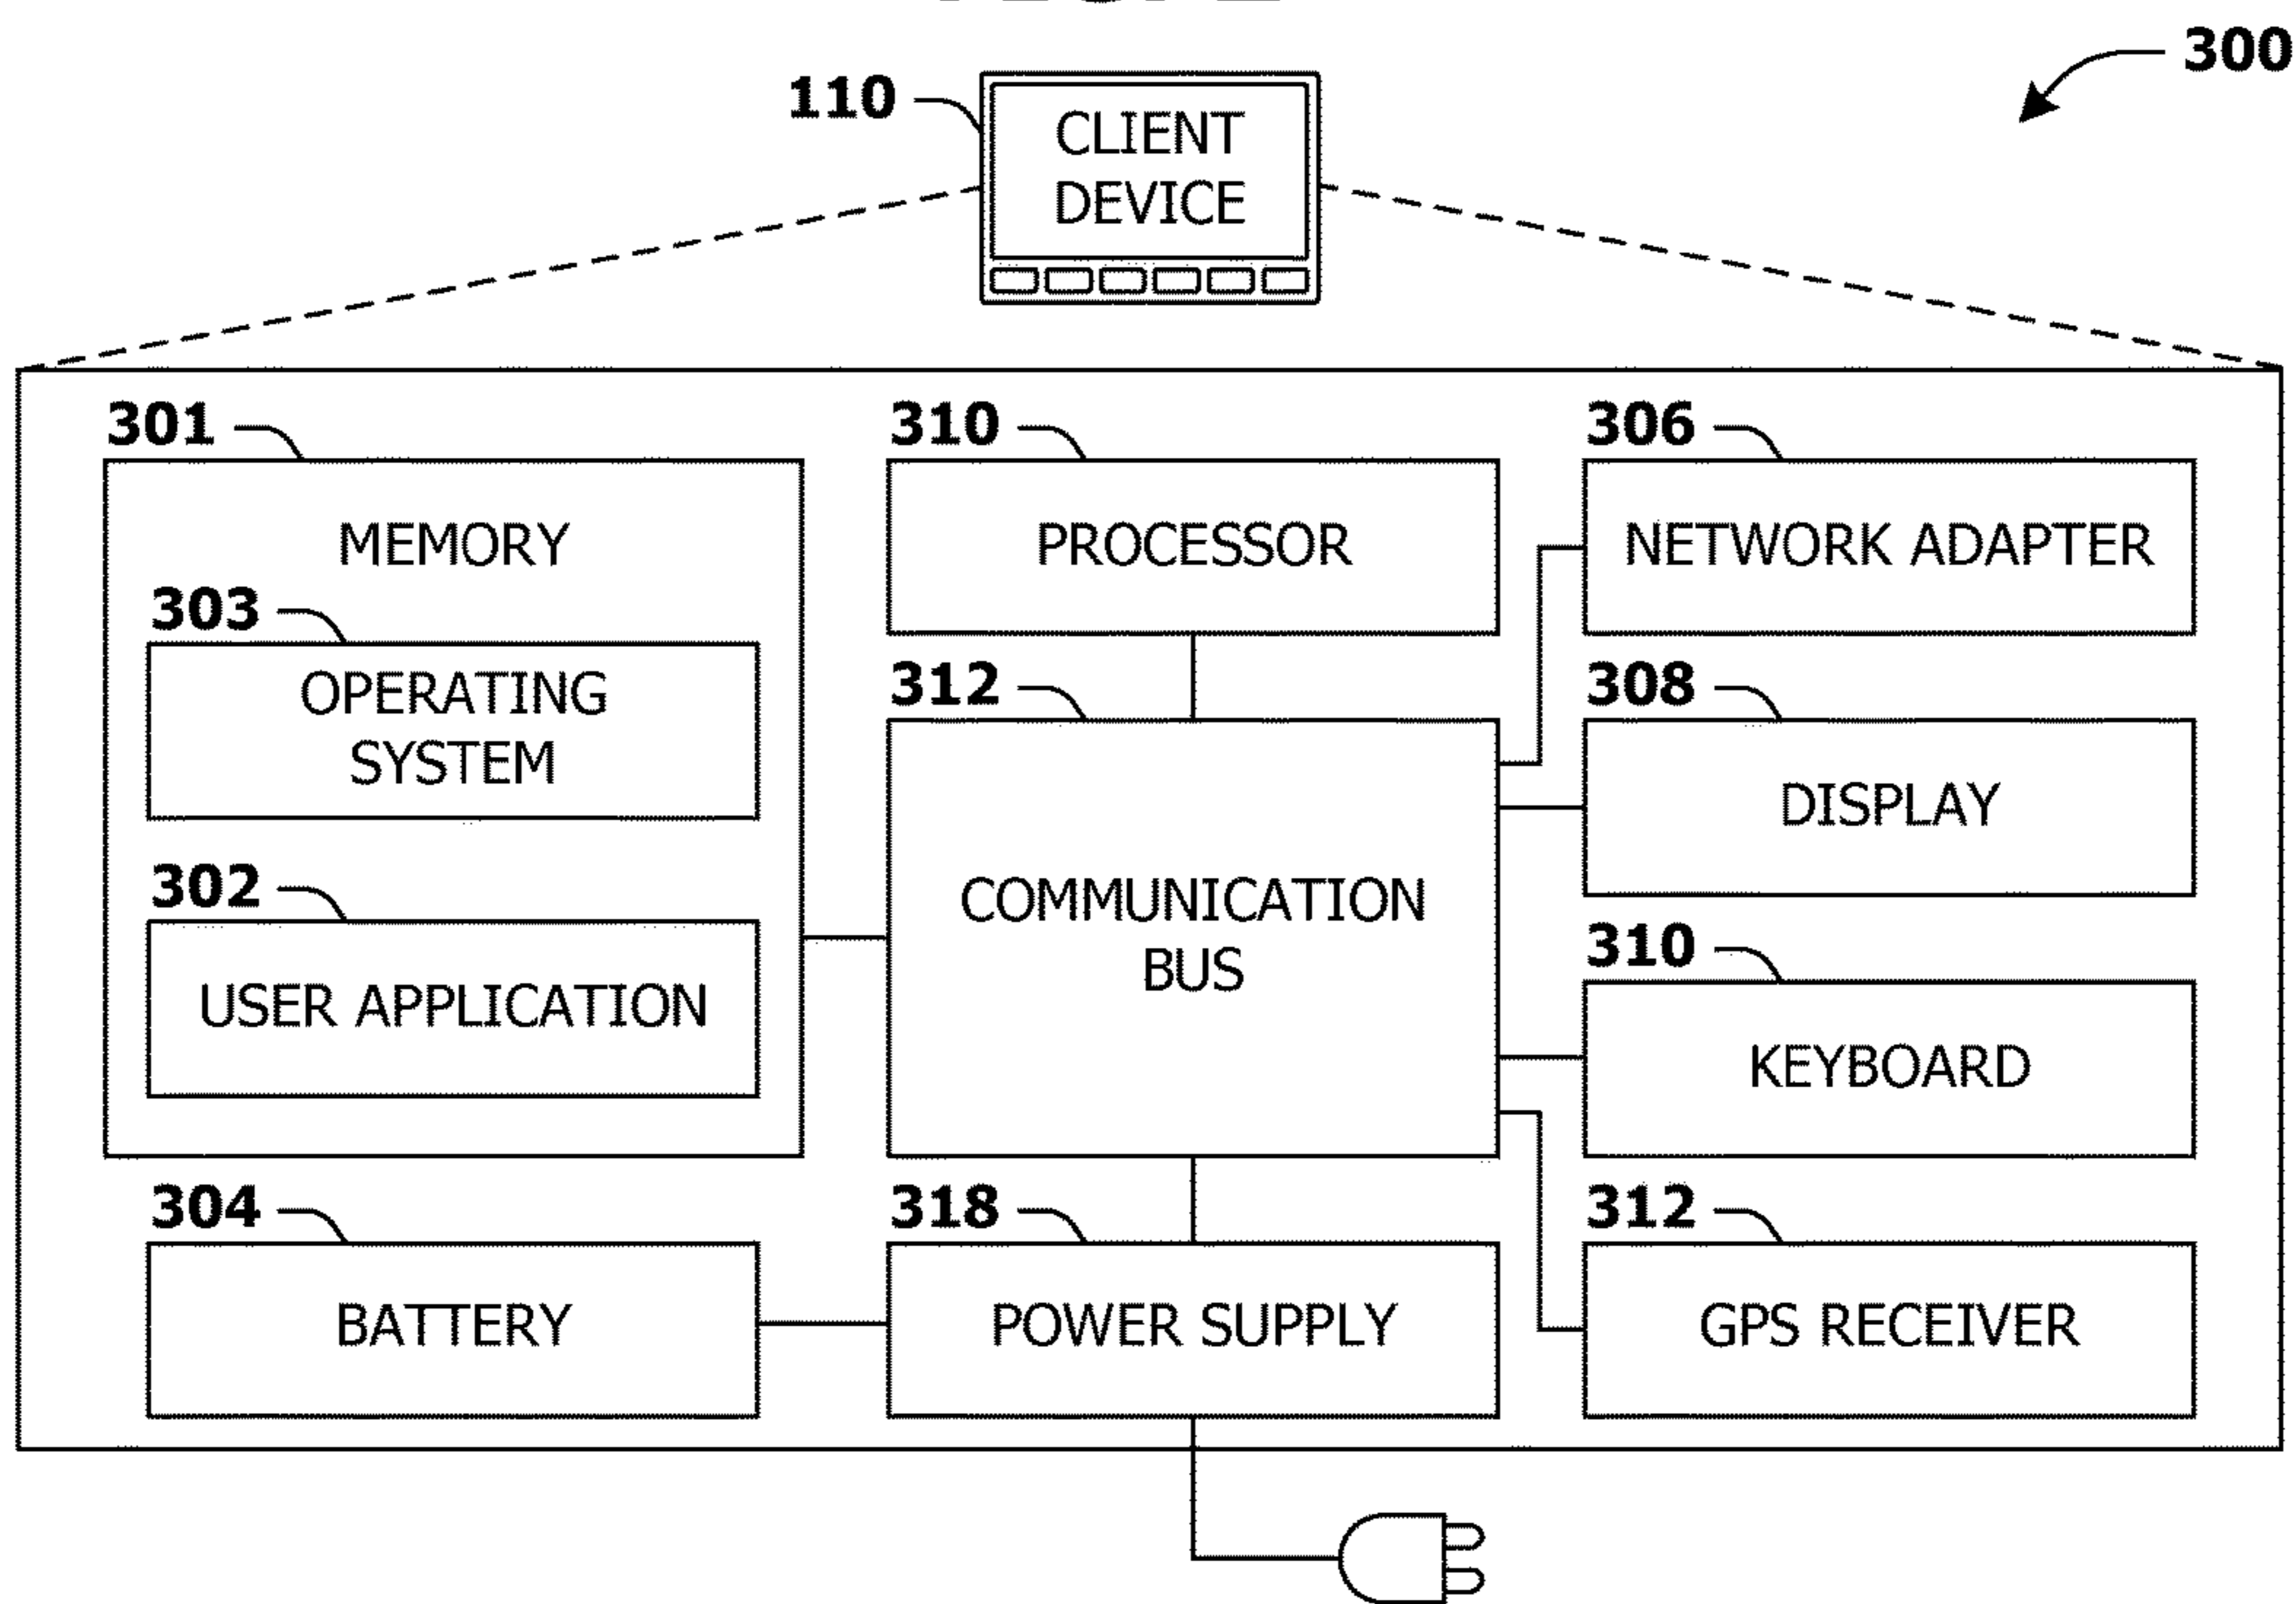 300
110
CLIENT
DEVICE
301
MEMORY
303
OPERATING
SYSTEM
302
USER APPLICATION
310
PROCESSOR
312
COMMUNICATION
BUS
306
NETWORK ADAPTER
308
DISPLAY
310
KEYBOARD
304
BATTERY
318
POWER SUPPLY
312
GPS RECEIVER